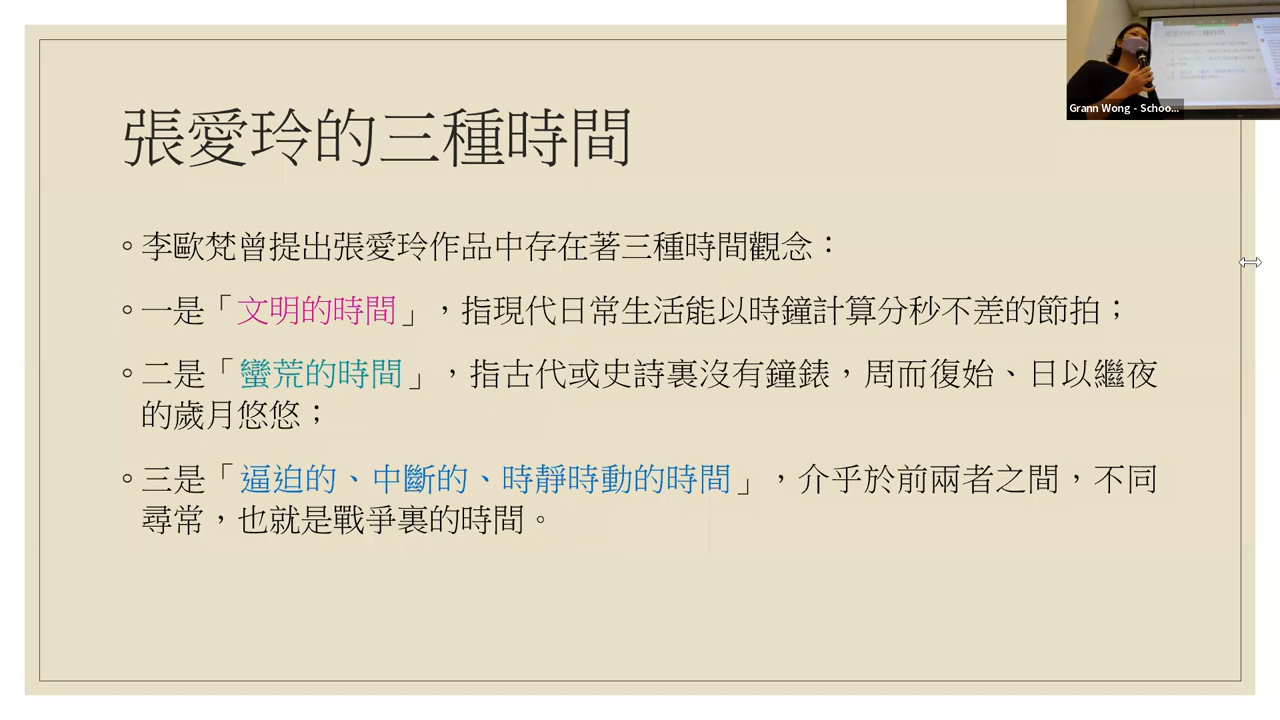 張愛玲的三種時間
李歐梵曾提出張愛玲作品中存在著三種時間觀念：
一是「文明的時間」，指現代日常生活能以時鐘計算分秒不差的節拍；
二是「蠻荒的時間」，指古代或史詩裏沒有鐘錶，周而復始、日以繼夜
的歲月悠悠；
三是「逼迫的、中斷的、時靜時動的時間」，介乎於前兩者之間，不同
尋常，也就是戰爭裏的時間。
Grann Wong - Schoo...